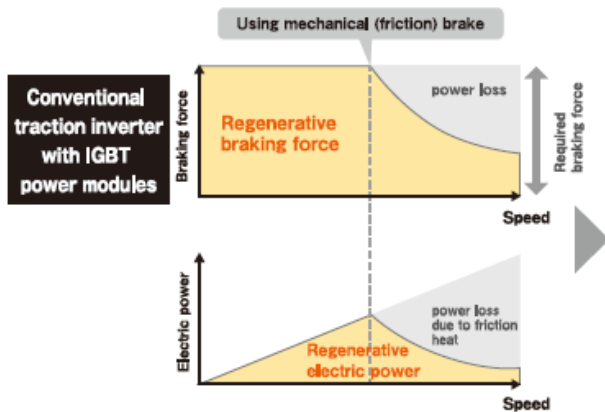 Using mechanical (friction) brake
Conventional
traction inverter
with IGBT
power modules
Braking force
Regenerative
braking force
power loss
Required
braking force
Speed
Electric power
power loss
due to friction
heat
Regenerative
electric power
Speed